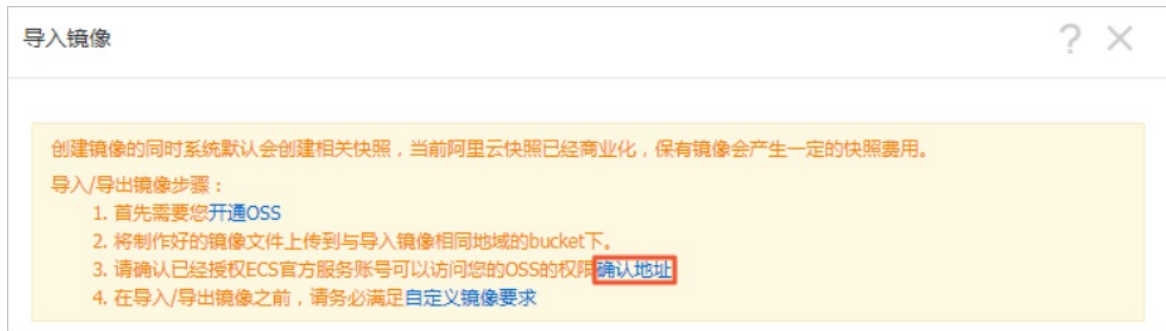 导入镜像
创建镜像的同时系统默认会创建相关快照，当前阿里云快照已经商业化，保有镜像会产生一定的快照费用。
导入/导出镜像步骤：
1. 首先需要您开通OSS
2. 将制作好的镜像文件上传到与导入镜像相同地域的bucket下。
3. 请确认已经授权ECS官方服务账号可以访问您的OSS的权限确认地址
4. 在导入/导出镜像之前，请务必满足自定义镜像要求